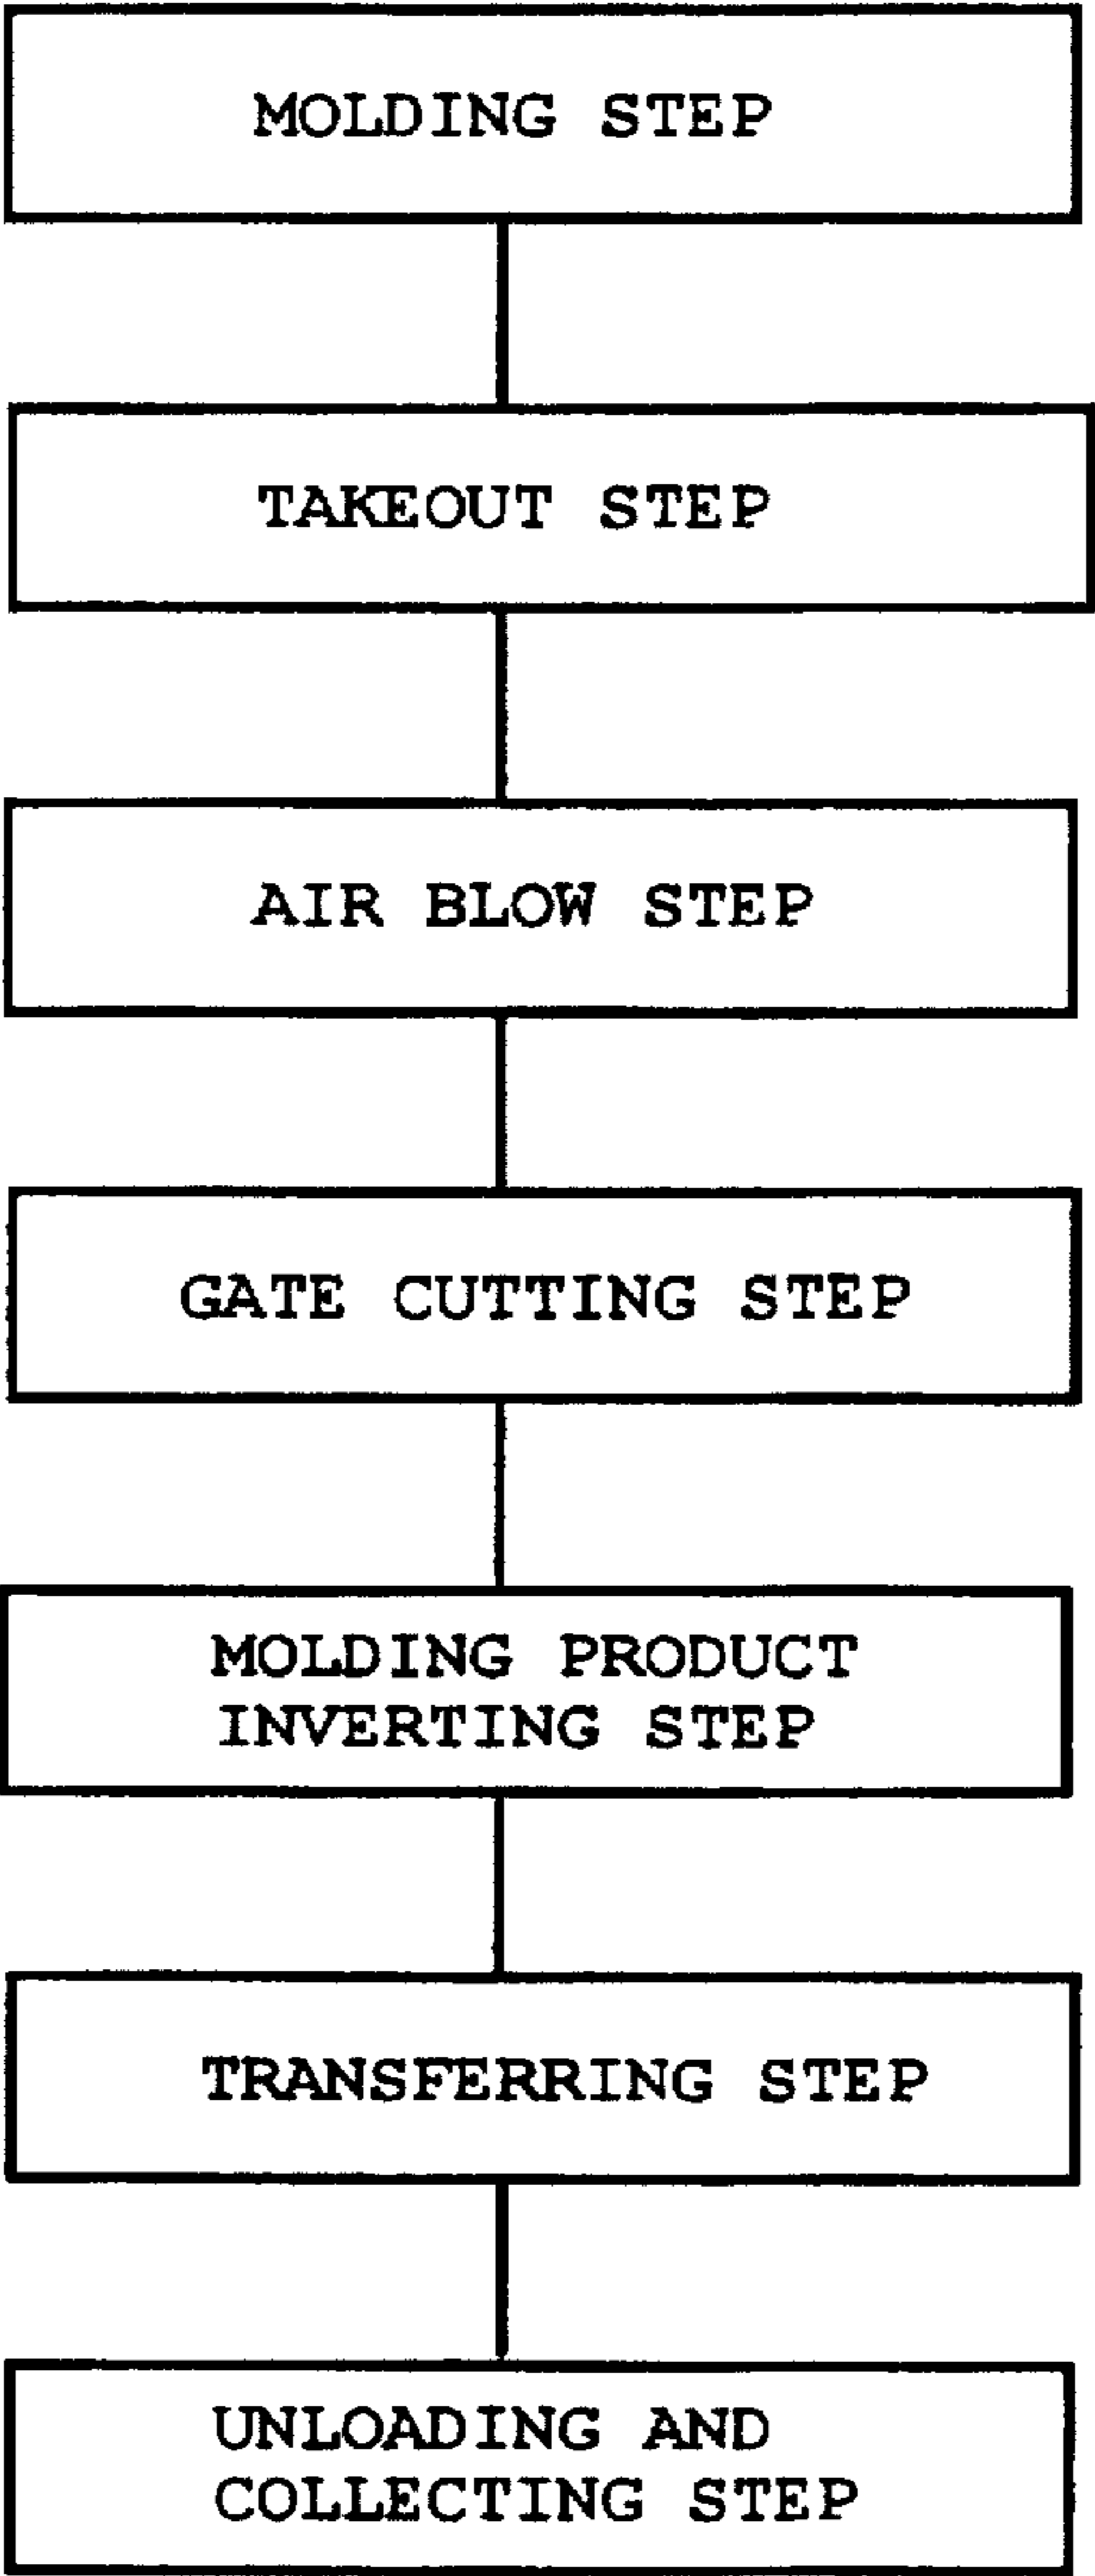 MOLDING STEP
TAKEOUT STEP
AIR BLOW STEP
GATE CUTTING STEP
MOLDING PRODUCT
INVERTING STEP
TRANSFERRING STEP
UNLOADING AND
COLLECTING STEP